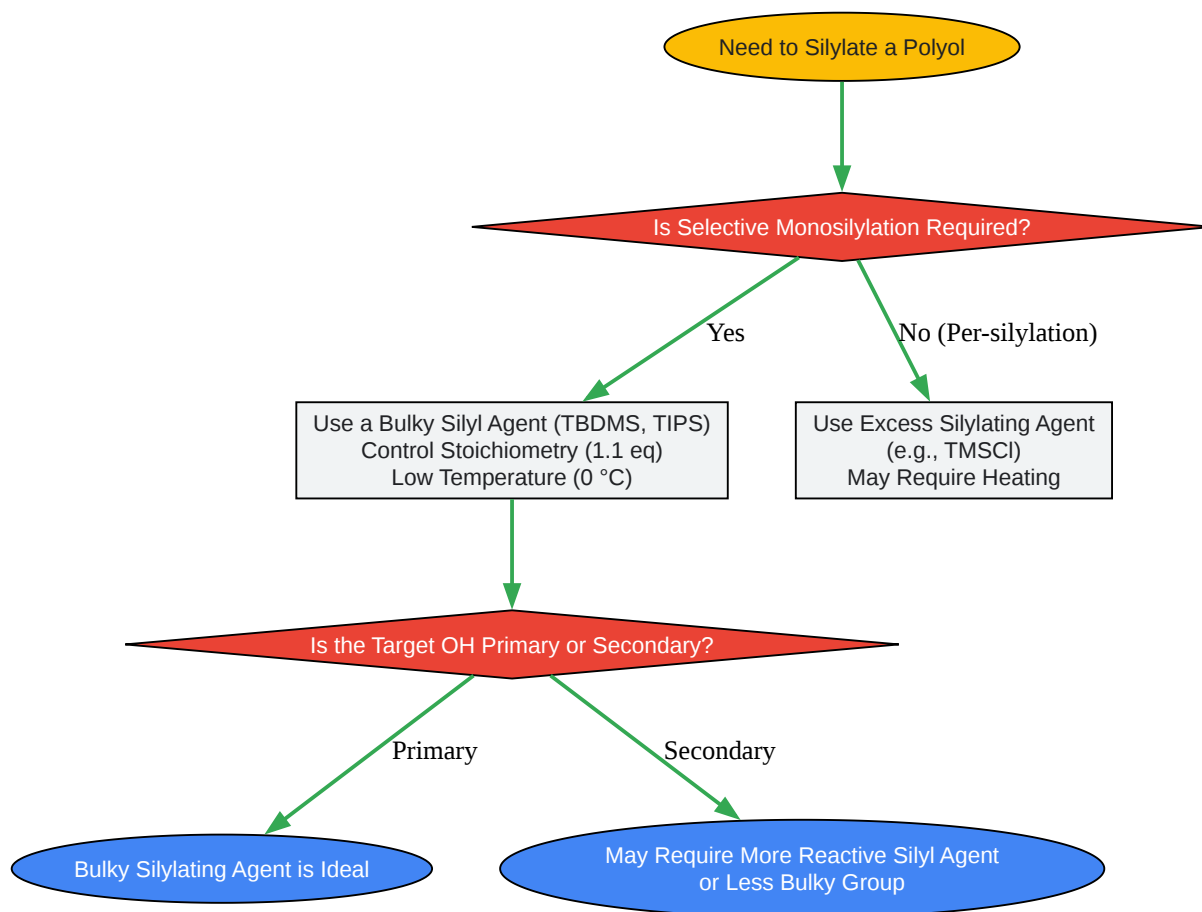 Need to Silylate a Polyol
Is Selective Monosilylation Required?
Yes
No (Per-silylation)
Use a Bulky Silyl Agent (TBDMS, TIPS)
Control Stoichiometry (1.1 eq)
Low Temperature (0 °C)
Use Excess Silylating Agent
(e.g., TMSCl)
May Require Heating
Is the Target OH Primary or Secondary?
Primary
Secondary
Bulky Silylating Agent is Ideal
May Require More Reactive Silyl Agent
or Less Bulky Group